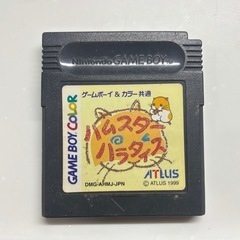 Nintendo GAME BOY
ゲームボーイ&カラー共通
GAME BOY COLOR
ハムスター
パラダイス
ATLUS
DMG-AHMJ-JPN
© ATLUS 1999